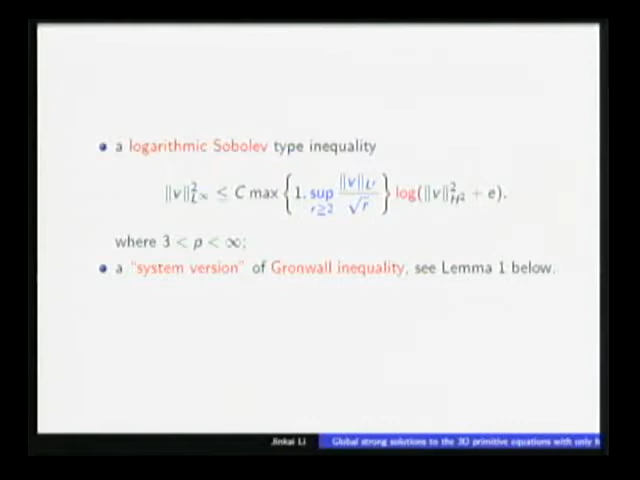 • a logarithmic Sobolev type inequality
‖v‖²_{L∞} ≤ C max { 1, sup_{r≥2} ‖v‖_{Lʳ} / √r } log(‖v‖²_{H²} + e),
where 3 < p < ∞;
• a "system version" of Gronwall inequality, see Lemma 1 below.
Jinkai Li
Global strong solutions to the 3D primitive equations with only h